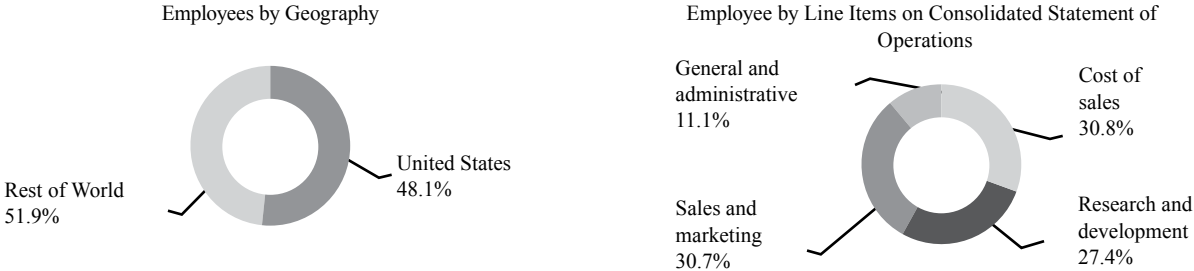 Employees by Geography
United States
48.1%
Rest of World
51.9%
Employee by Line Items on Consolidated Statement of
Operations
General and
administrative
11.1%
Cost of
sales
30.8%
Sales and
marketing
30.7%
Research and
development
27.4%